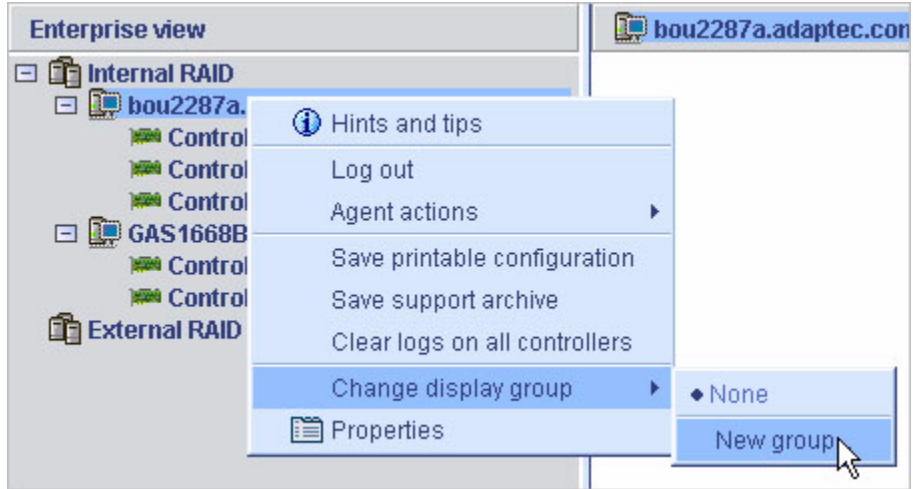 Enterprise view
bou2287a.adaptec.con
Internal RAID
bou2287a.
Control
Control
Control
GAS1668B
Control
Control
External RAID
Hints and tips
Log out
Agent actions
Save printable configuration
Save support archive
Clear logs on all controllers
Change display group
Properties
None
New group